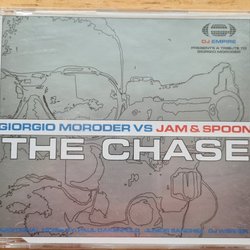 DJ EMPIRE
PRESENTS A TRIBUTE TO
GIORGIO MORODER
GIORGIO MORODER VS JAM & SPOON
THE CHASE